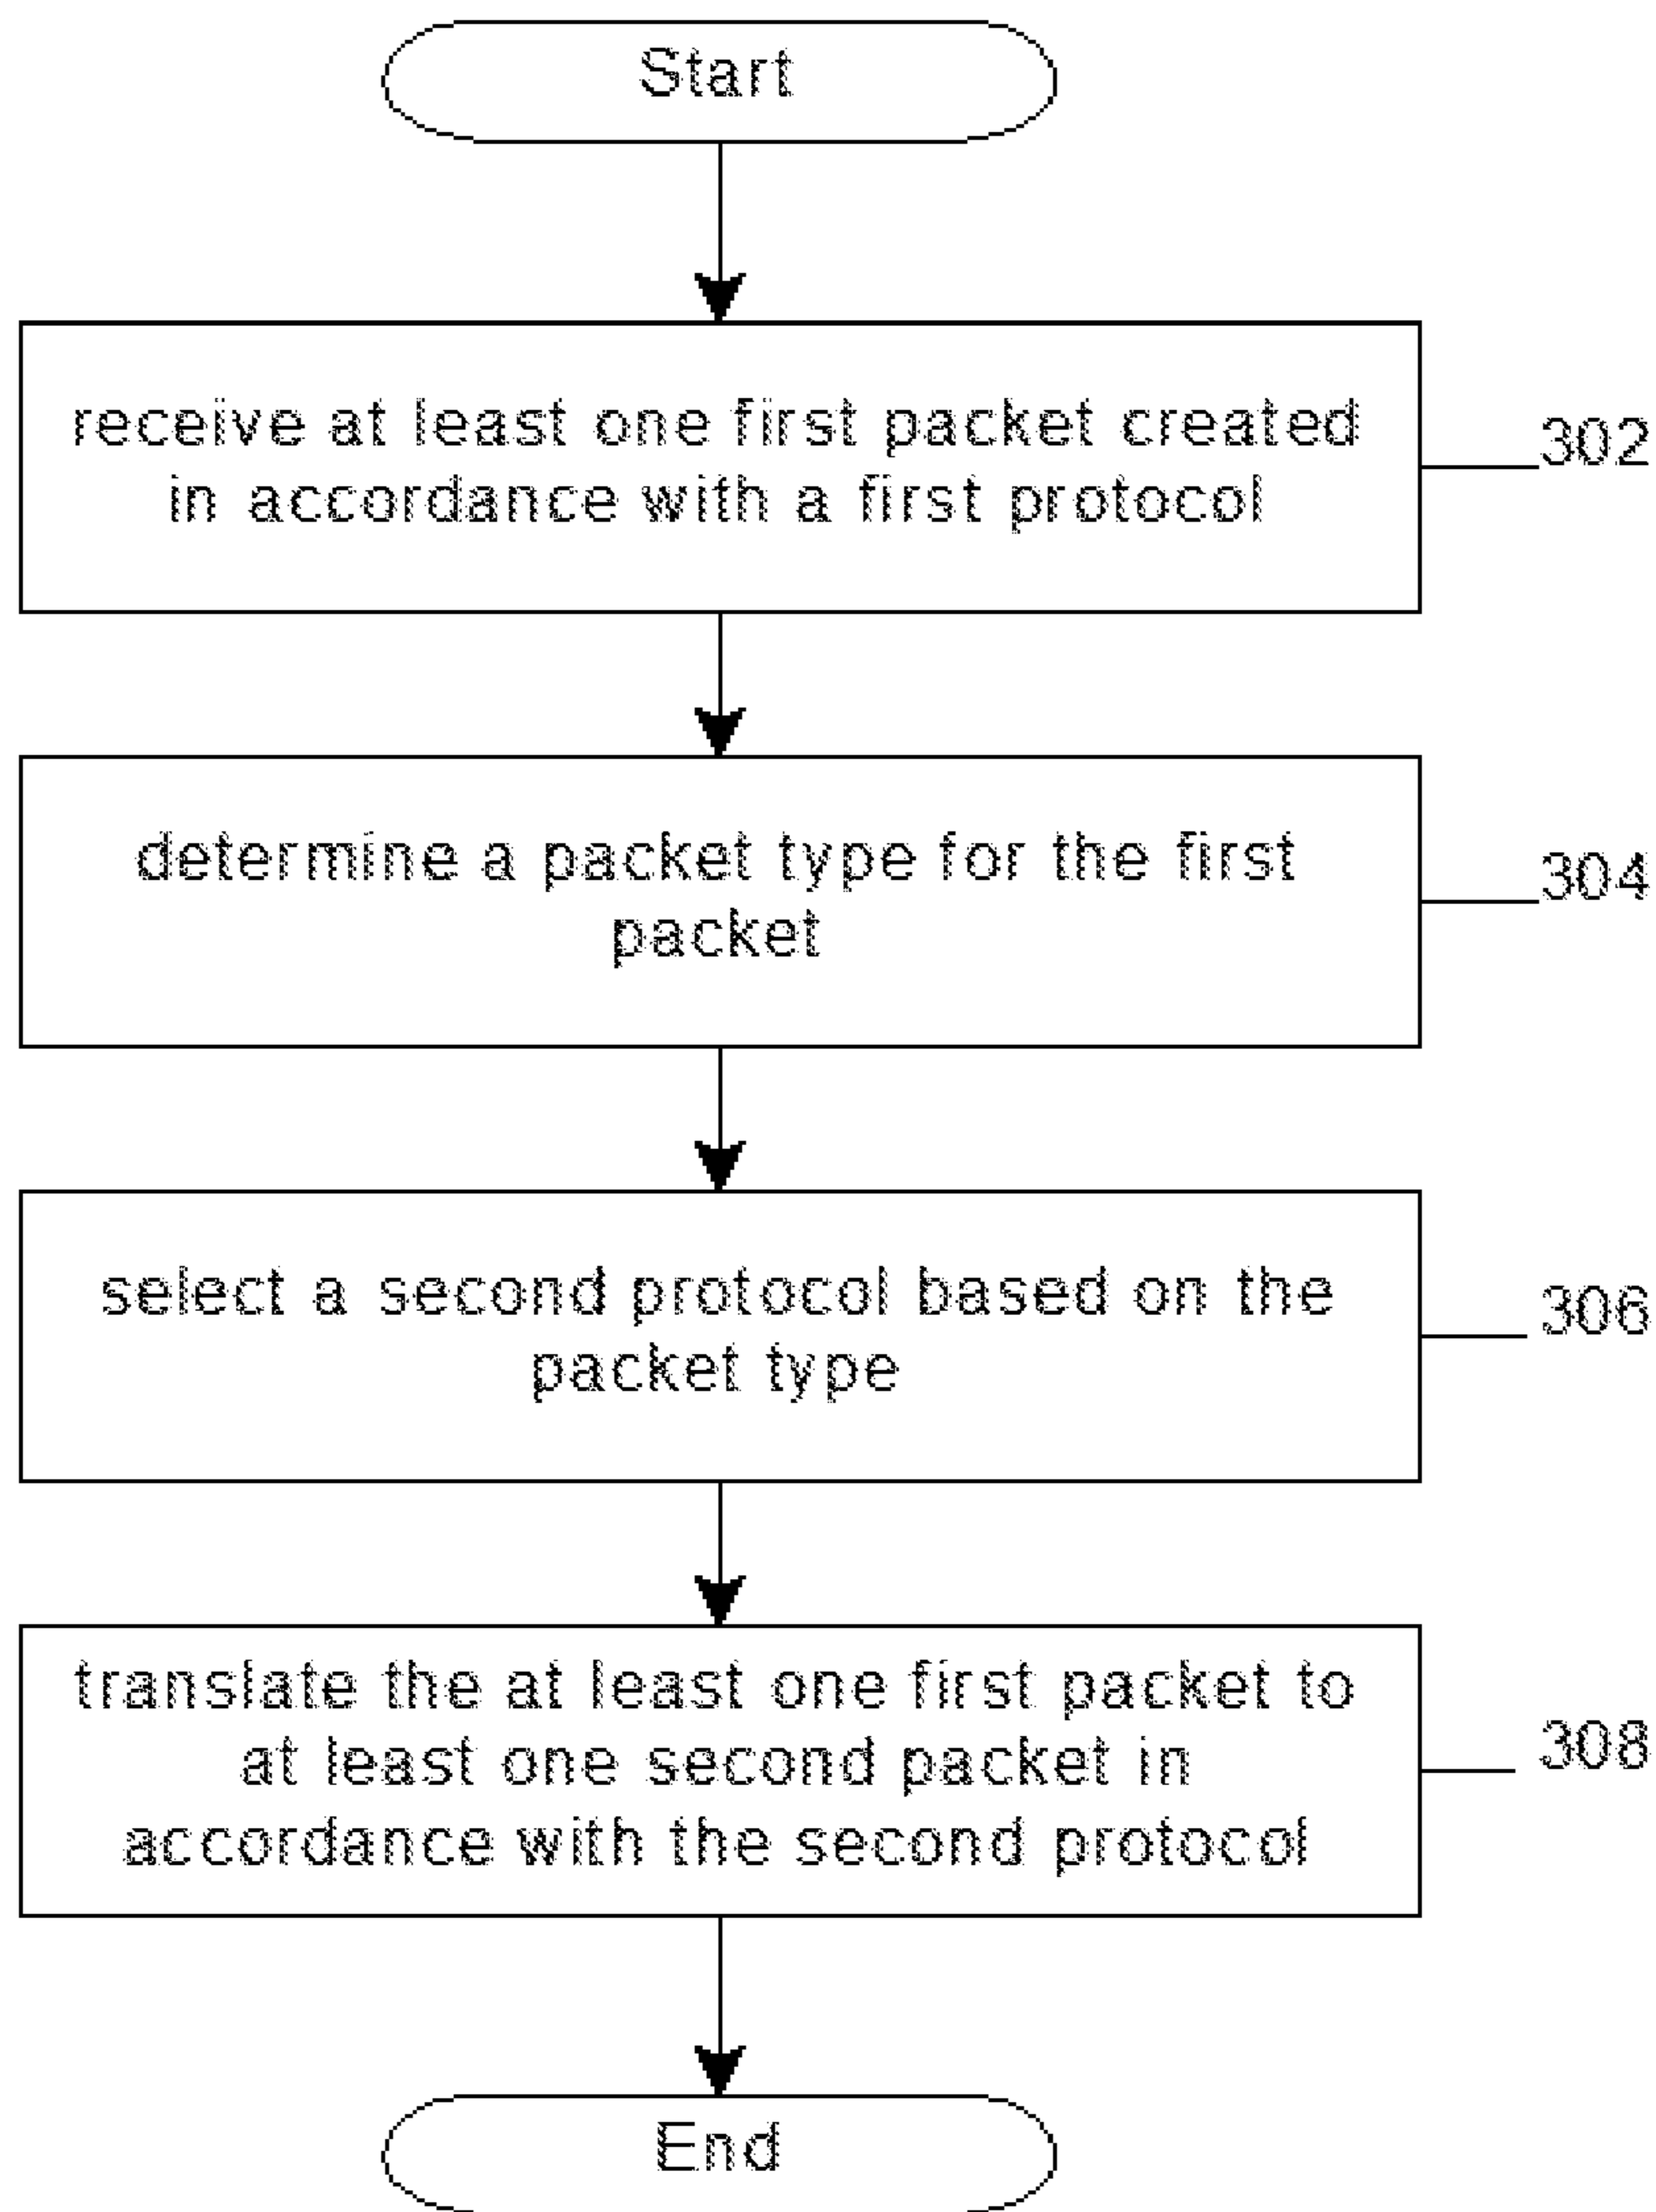 Start
receive at least one first packet created
in accordance with a first protocol
302
determine a packet type for the first
packet
304
select a second protocol based on the
packet type
306
translate the at least one first packet to
at least one second packet in
accordance with the second protocol
308
End